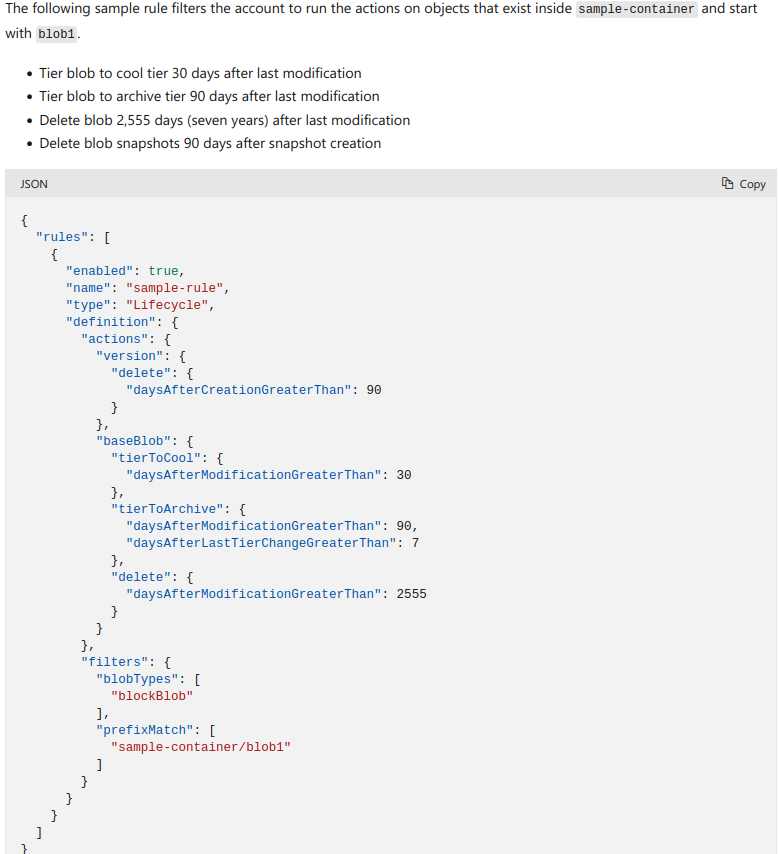 The following sample rule filters the account to run the actions on objects that exist inside sample-container and start
with blob1.
• Tier blob to cool tier 30 days after last modification
• Tier blob to archive tier 90 days after last modification
• Delete blob 2,555 days (seven years) after last modification
• Delete blob snapshots 90 days after snapshot creation
JSON
Copy
{
  "rules": [
    {
      "enabled": true,
      "name": "sample-rule",
      "type": "Lifecycle",
      "definition": {
        "actions": {
          "version": {
            "delete": {
              "daysAfterCreationGreaterThan": 90
            }
          },
          "baseBlob": {
            "tierToCool": {
              "daysAfterModificationGreaterThan": 30
            },
            "tierToArchive": {
              "daysAfterModificationGreaterThan": 90,
              "daysAfterLastTierChangeGreaterThan": 7
            },
            "delete": {
              "daysAfterModificationGreaterThan": 2555
            }
          }
        },
        "filters": {
          "blobTypes": [
            "blockBlob"
          ],
          "prefixMatch": [
            "sample-container/blob1"
          ]
        }
      }
    }
  ]
}